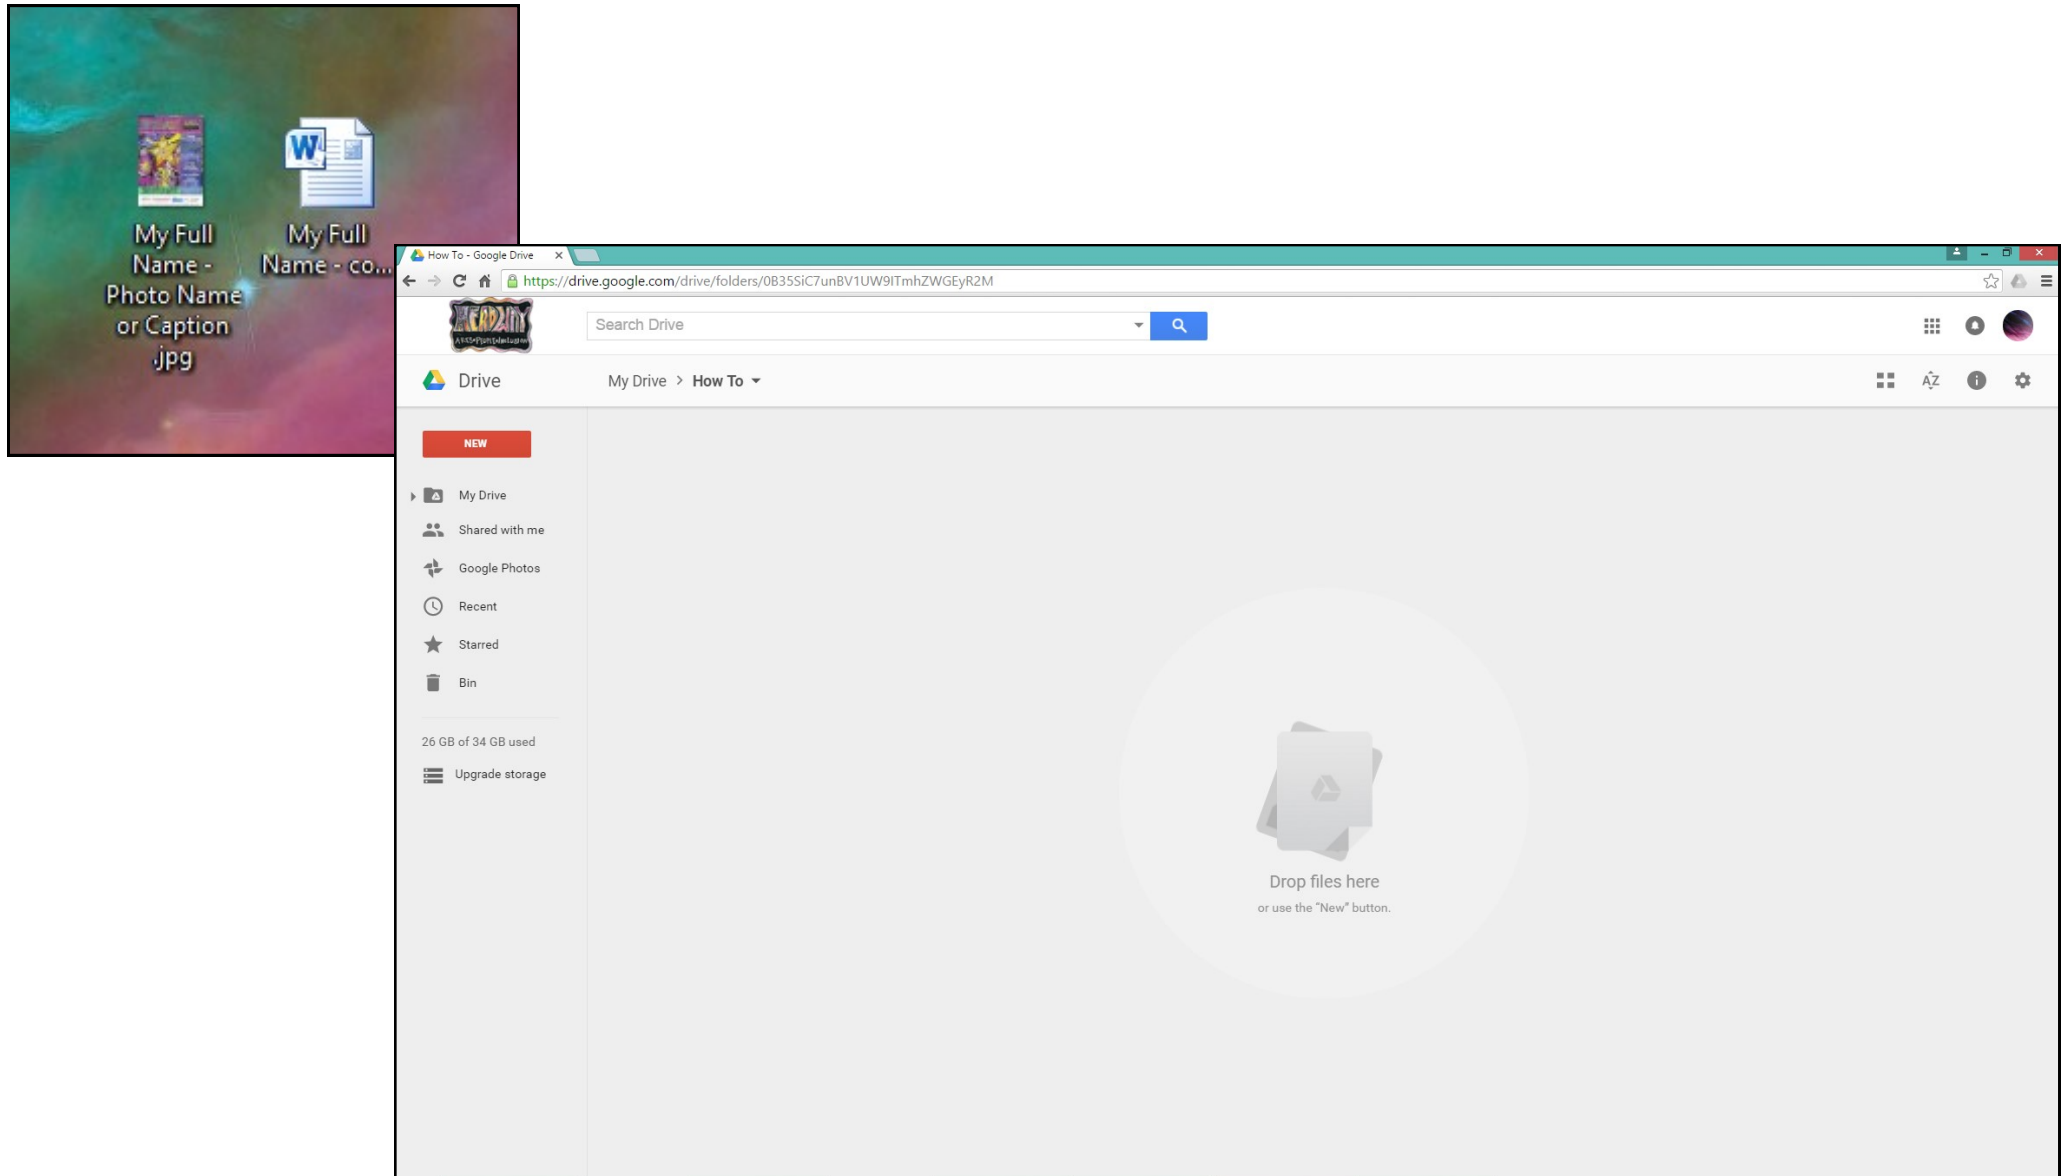 My Full
Name -
Photo Name
or Caption
.jpg
W
My Full
Name - co...
How To - Google Drive
https://drive.google.com/drive/folders/0B35SiC7unBV1UW9ITmhZWGEyR2M
Search Drive
Drive
My Drive > How To
AZ
NEW
My Drive
Shared with me
Google Photos
Recent
Starred
Bin
26 GB of 34 GB used
Upgrade storage
Drop files here
or use the "New" button.